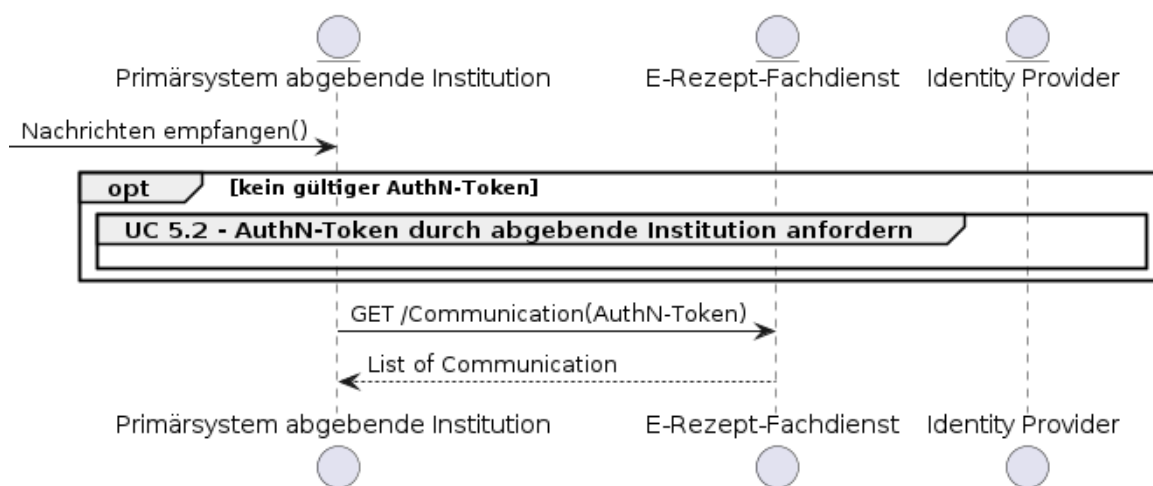 Primärsystem abgebende Institution E-Rezept-Fachdienst Identity Provider
Nachrichten empfangen()
opt [kein gültiger AuthN-Token]
UC 5.2 - AuthN-Token durch abgebende Institution anfordern
GET /Communication(AuthN-Token)
List of Communication
Primärsystem abgebende Institution E-Rezept-Fachdienst Identity Provider